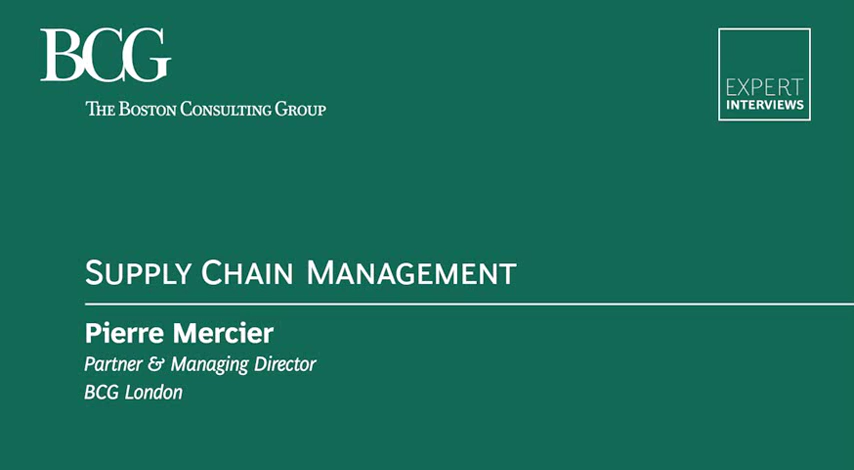 BCG
The Boston Consulting Group
EXPERT
INTERVIEWS
Supply Chain Management
Pierre Mercier
Partner & Managing Director
BCG London